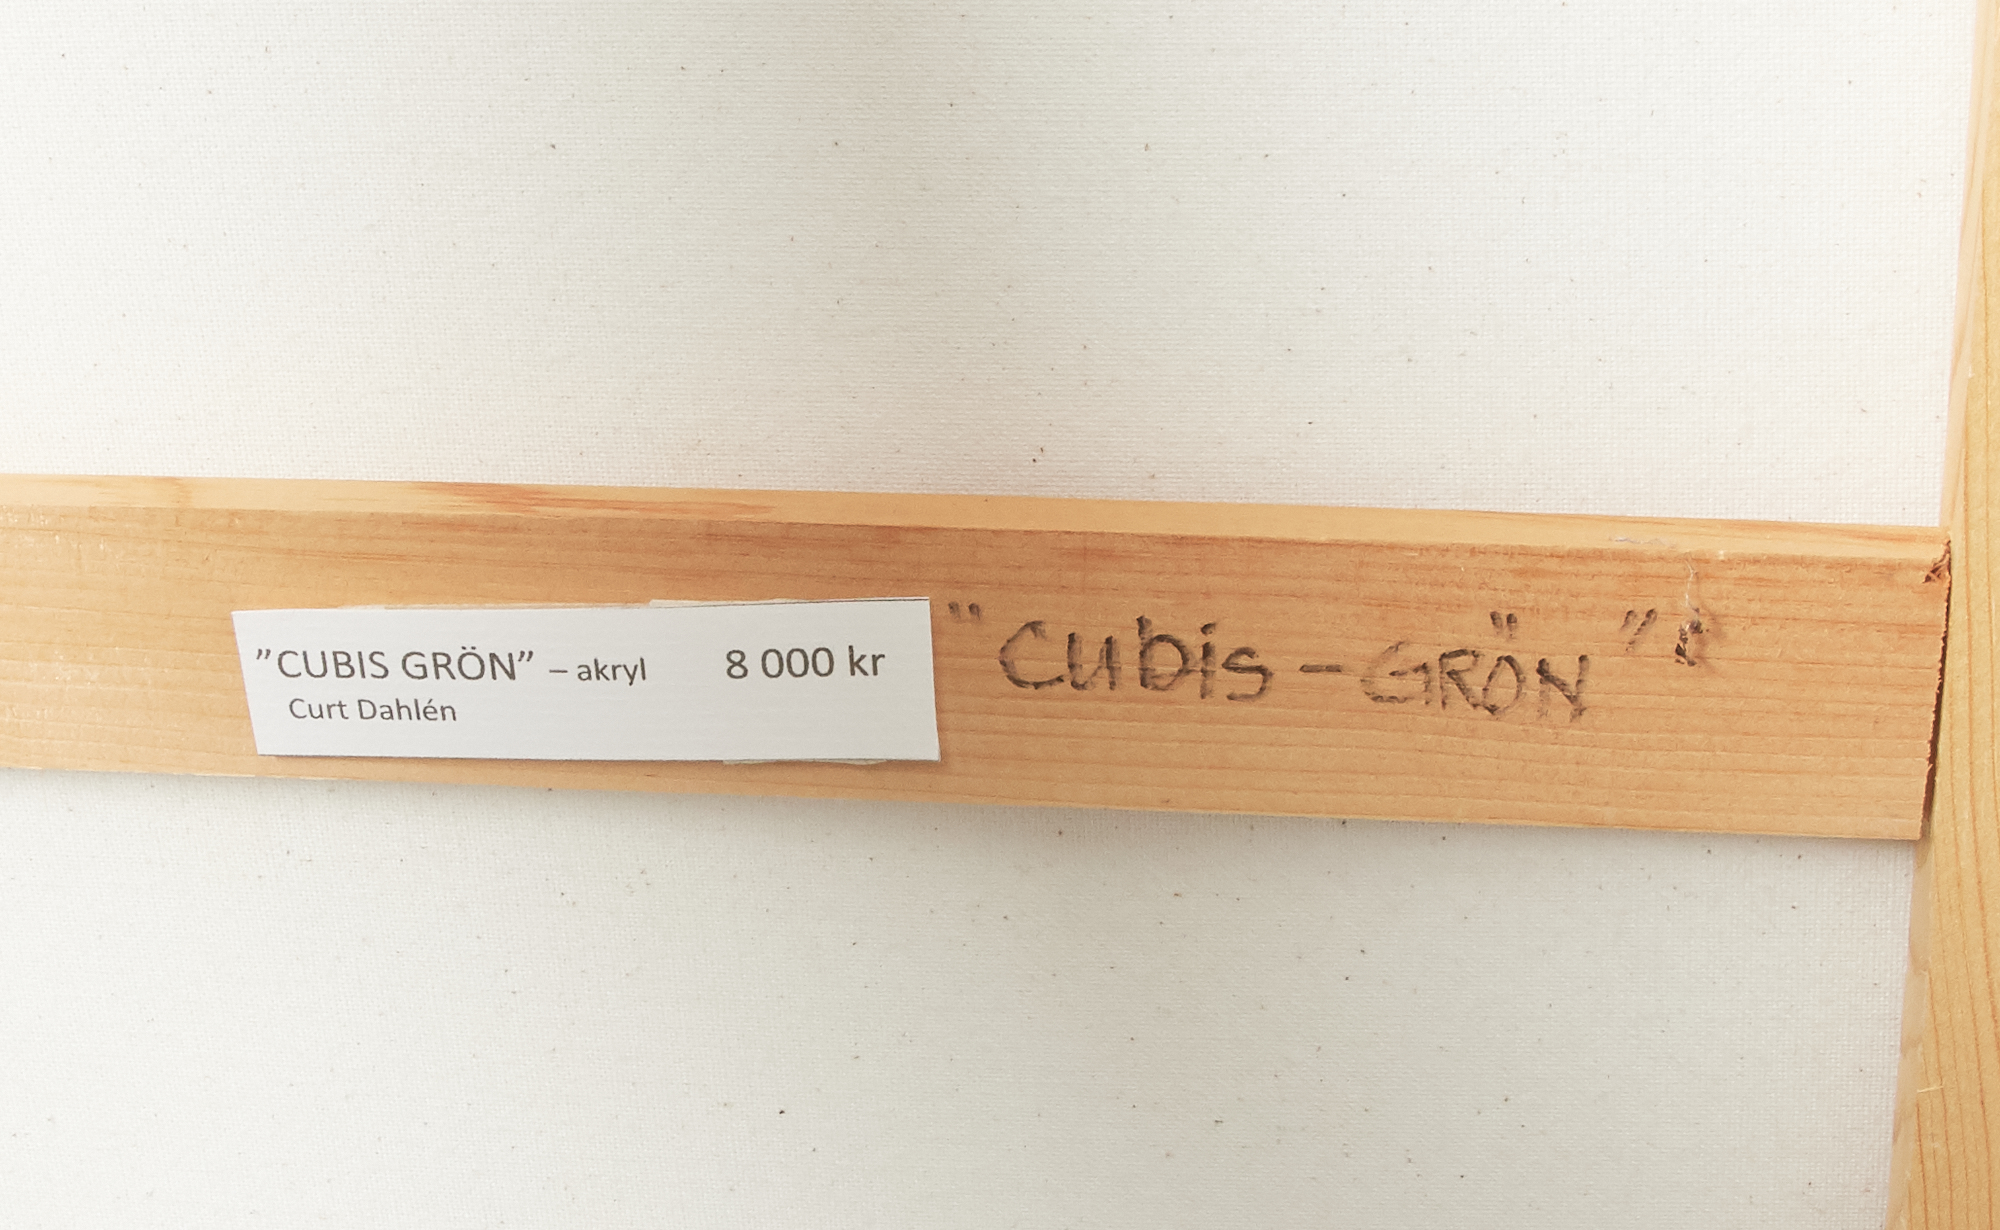 ”CUBIS GRÖN” – akryl 8 000 kr
Curt Dahlén
"Cubis - GRÖN"